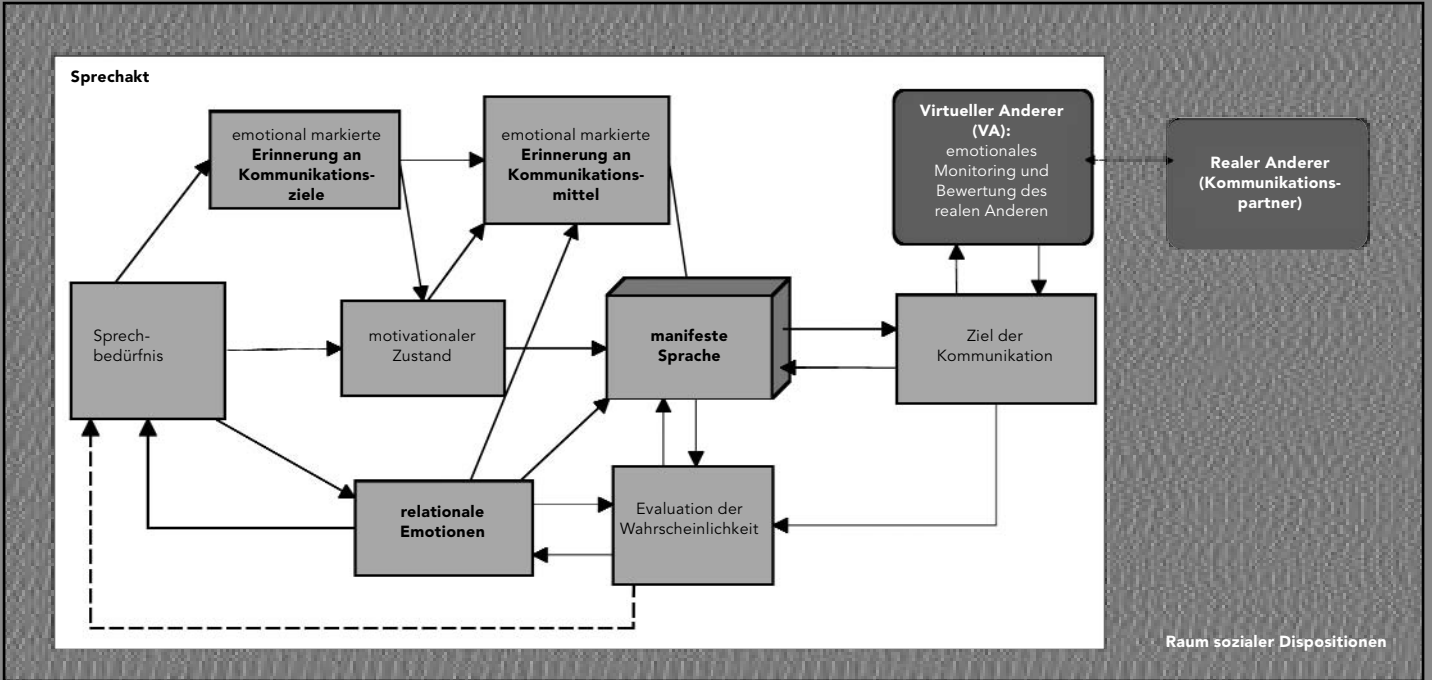 Sprechakt
emotional markierte
Erinnerung an
Kommunikations-
ziele
emotional markierte
Erinnerung an
Kommunikations-
mittel
Virtueller Anderer
(VA):
emotionales
Monitoring und
Bewertung des
realen Anderen
Realer Anderer
(Kommunikations-
partner)
Sprech-
bedürfnis
motivationaler
Zustand
manifeste
Sprache
Ziel der
Kommunikation
relationale
Emotionen
Evaluation der
Wahrscheinlichkeit
Raum sozialer Dispositionen